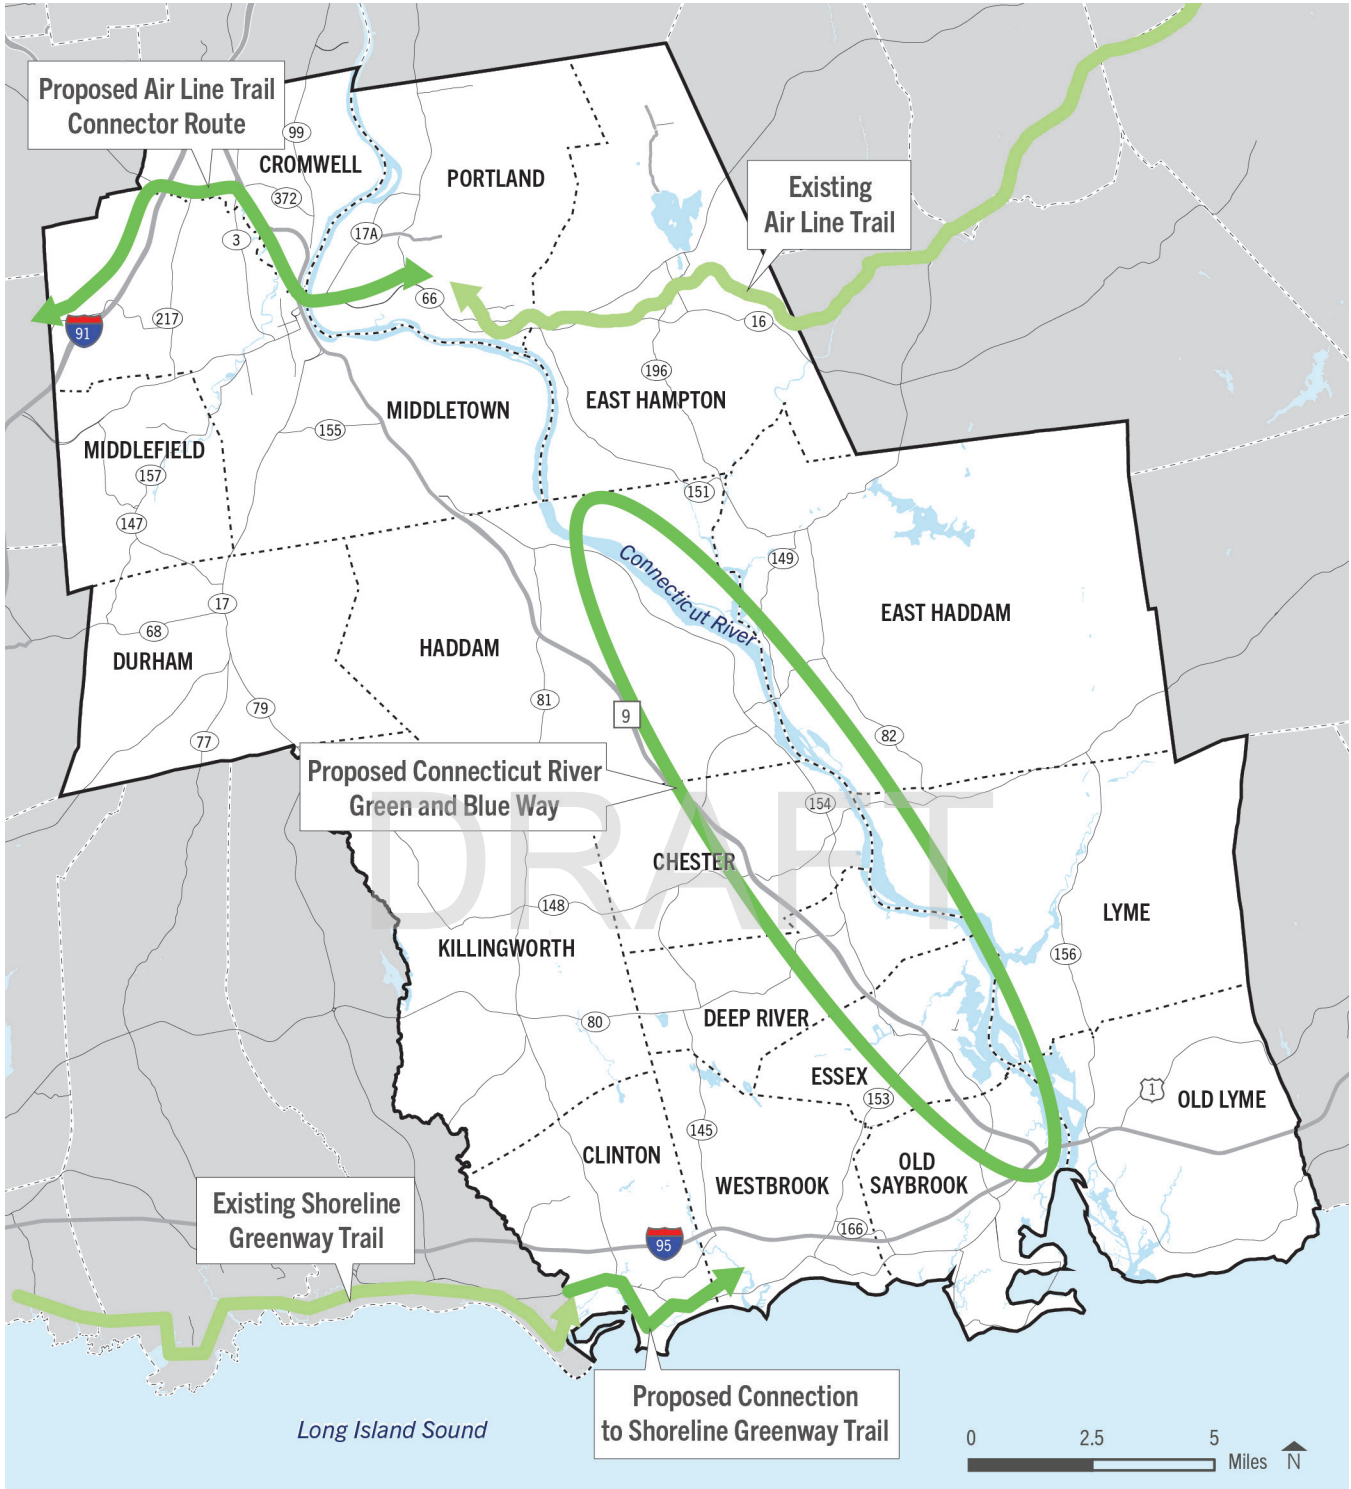 Proposed Air Line Trail
Connector Route
99
CROMWELL
372
PORTLAND
Existing
Air Line Trail
3
17A
66
16
217
91
196
EAST HAMPTON
MIDDLETOWN
155
MIDDLEFIELD
157
147
151
149
Connecticut River
EAST HADDAM
17
68
DURHAM
HADDAM
81
79
77
9
82
Proposed Connecticut River
Green and Blue Way
DRAFT
154
CHESTER
148
KILLINGWORTH
LYME
156
80
DEEP RIVER
ESSEX
153
1
OLD LYME
145
CLINTON
WESTBROOK
OLD
SAYBROOK
166
95
Existing Shoreline
Greenway Trail
Proposed Connection
to Shoreline Greenway Trail
Long Island Sound
0
2.5
5
Miles
N